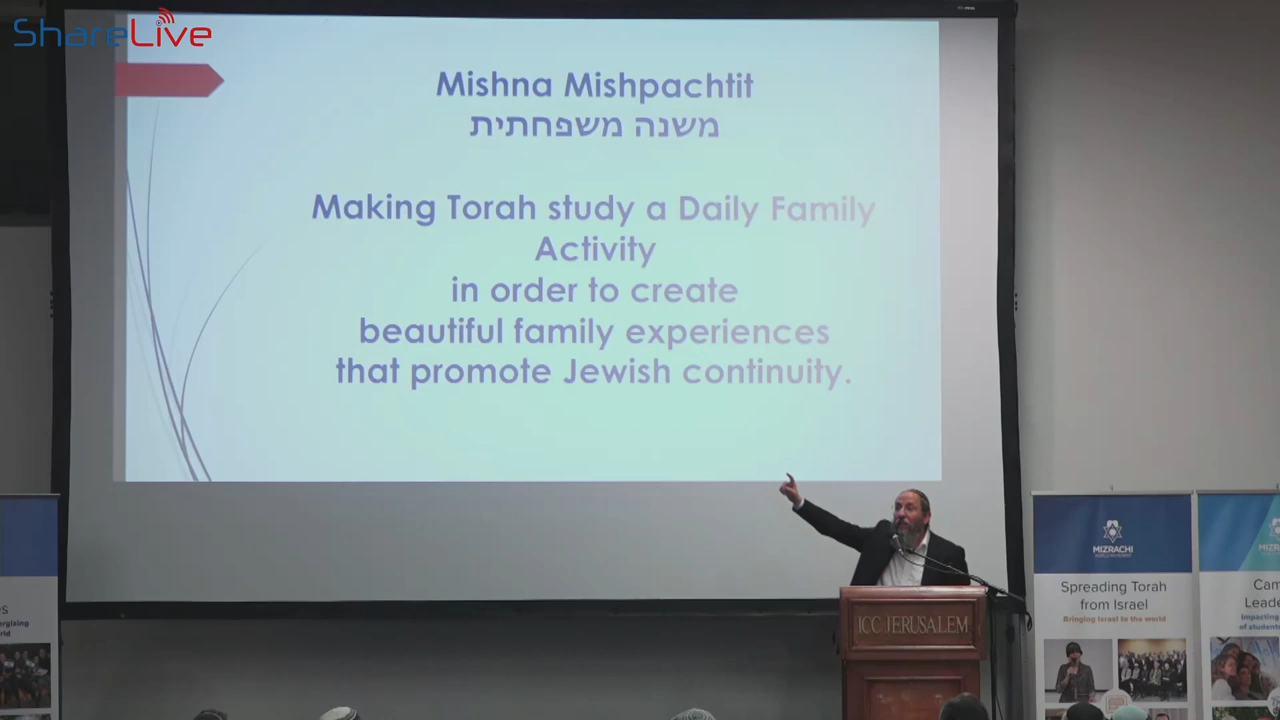 ShareLive
Mishna Mishpachtit
משנה משפחתית
Making Torah study a Daily Family
Activity
in order to create
beautiful family experiences
that promote Jewish continuity.
ICC JERUSALEM
MIZRACHI
Spreading Torah
from Israel
Bringing Israel to the world